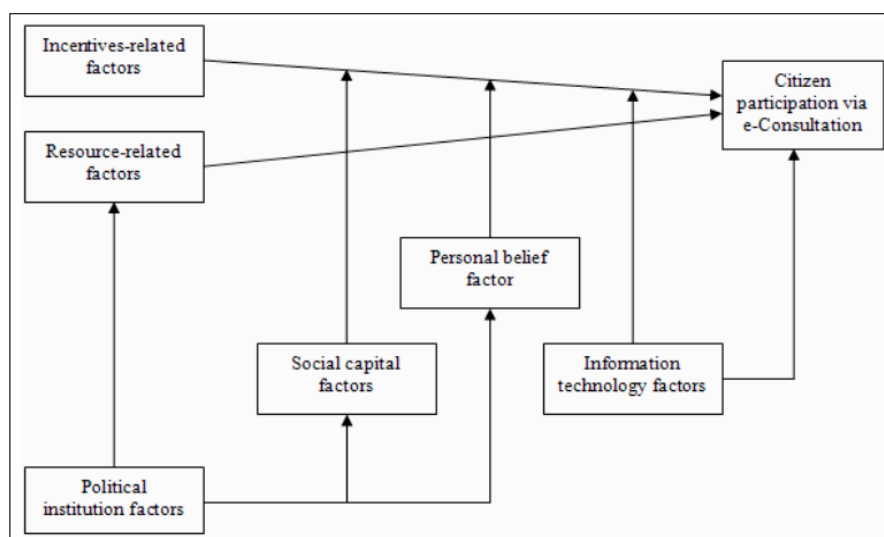 Incentives-related
factors
Citizen
participation via
e-Consultation
Resource-related
factors
Personal belief
factor
Social capital
factors
Information
technology factors
Political
institution factors